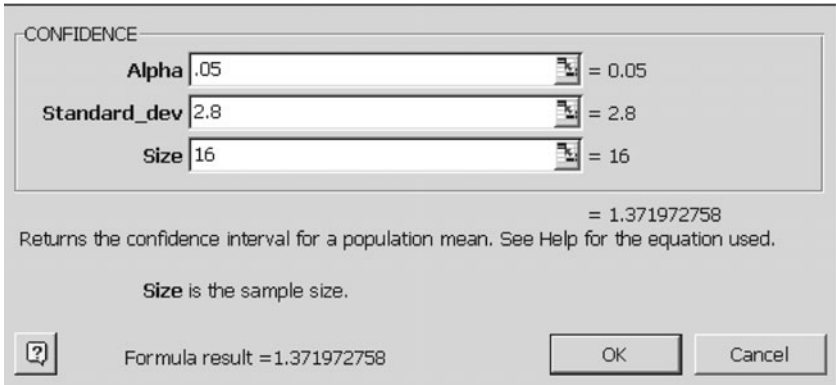 CONFIDENCE
Alpha .05 = 0.05
Standard_dev 2.8 = 2.8
Size 16 = 16
= 1.371972758
Returns the confidence interval for a population mean. See Help for the equation used.
Size is the sample size.
? Formula result =1.371972758 OK Cancel